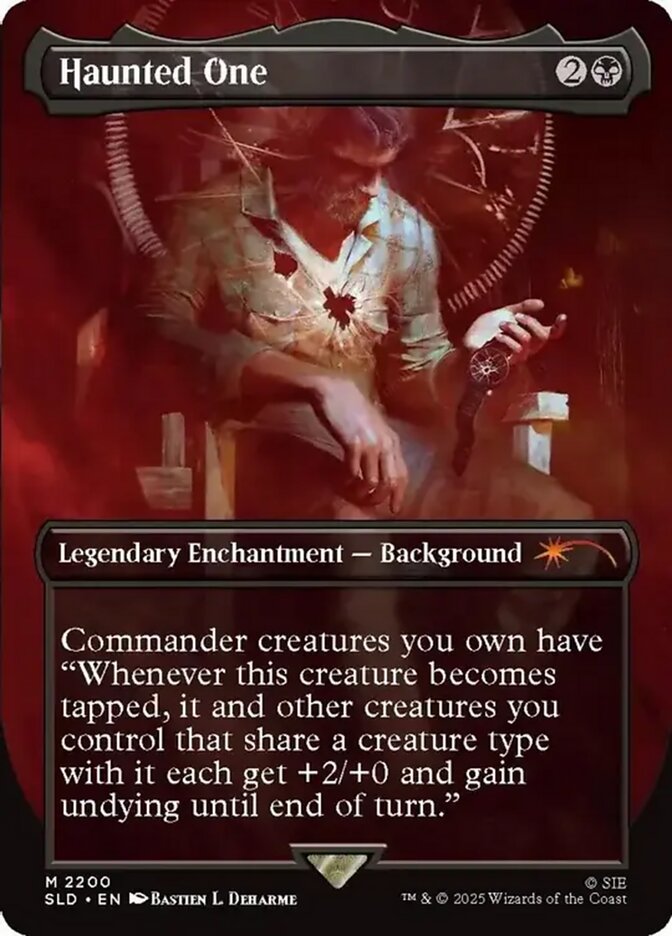 Haunted One 2
Legendary Enchantment — Background
Commander creatures you own have
“Whenever this creature becomes
tapped, it and other creatures you
control that share a creature type
with it each get +2/+0 and gain
undying until end of turn.”
M 2200 © SIE
SLD • EN Bastien L. Deharme ™ & © 2025 Wizards of the Coast